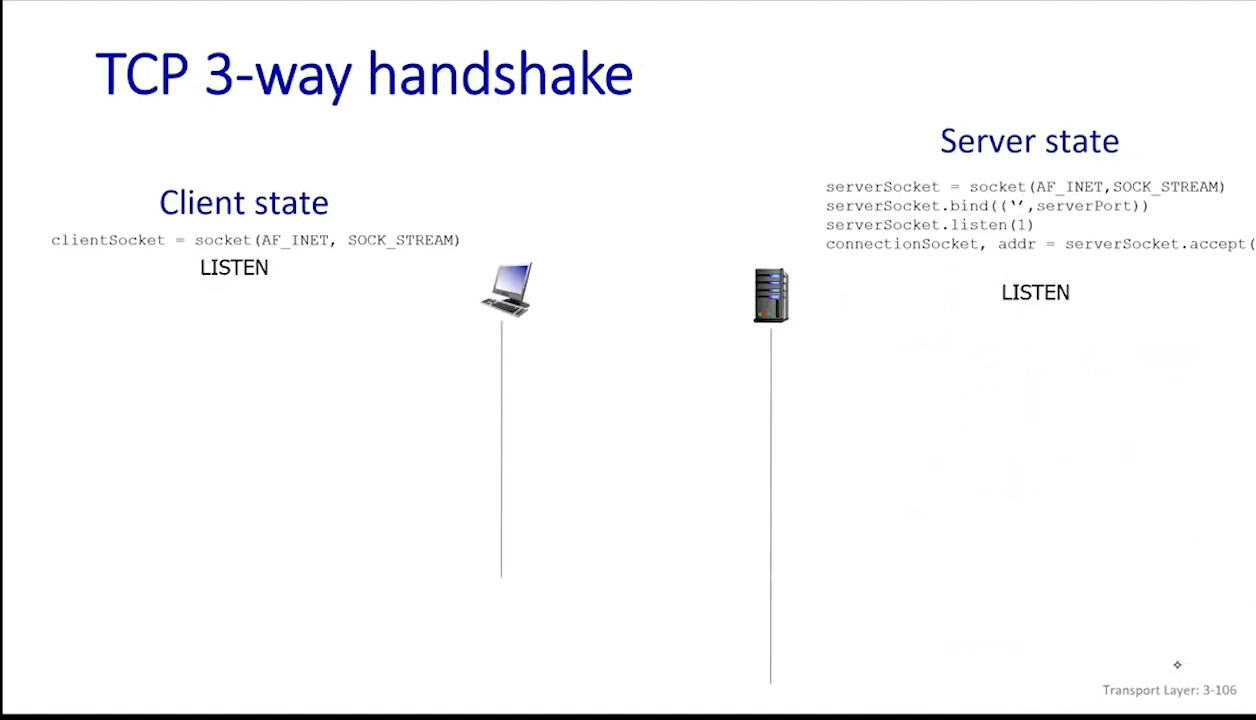 TCP 3-way handshake
Server state
serverSocket = socket(AF_INET,SOCK_STREAM)
serverSocket.bind((‘’,serverPort))
serverSocket.listen(1)
connectionSocket, addr = serverSocket.accept(
Client state
clientSocket = socket(AF_INET, SOCK_STREAM)
LISTEN
LISTEN
Transport Layer: 3-106